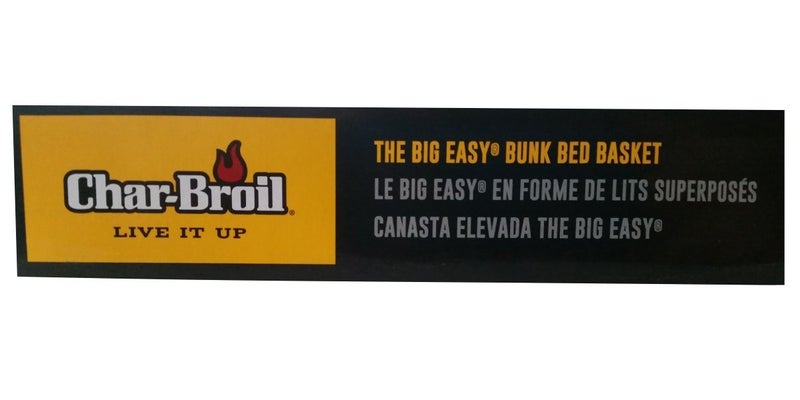 Char-Broil®
LIVE IT UP
THE BIG EASY® BUNK BED BASKET
LE BIG EASY® EN FORME DE LITS SUPERPOSÉS
CANASTA ELEVADA THE BIG EASY®